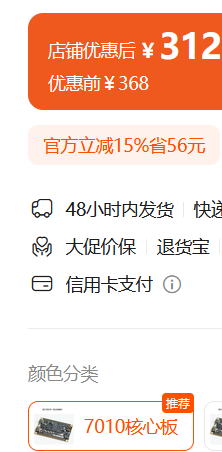 店铺优惠后 ¥ 312
优惠前 ¥ 368
官方立减15%省56元
48小时内发货 快递
大促价保 退货宝
信用卡支付
颜色分类
推荐
7010核心板